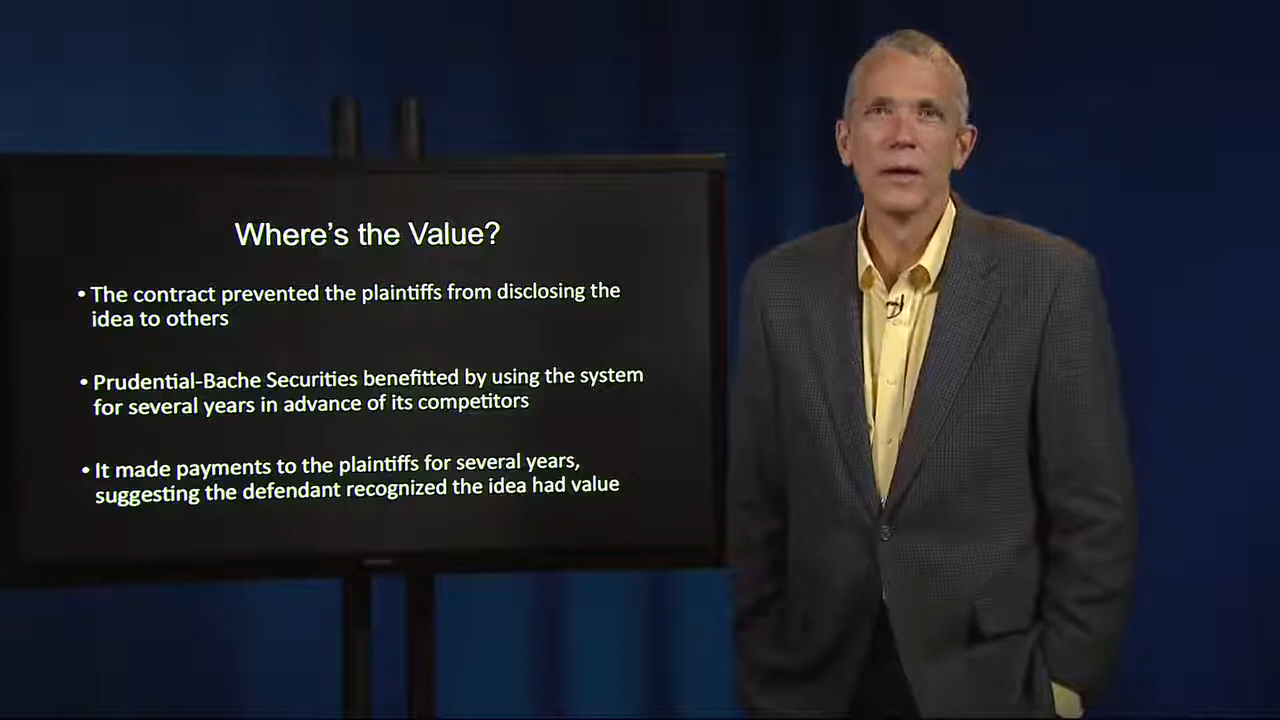 Where's the Value?
• The contract prevented the plaintiffs from disclosing the
idea to others
• Prudential-Bache Securities benefitted by using the system
for several years in advance of its competitors
• It made payments to the plaintiffs for several years,
suggesting the defendant recognized the idea had value